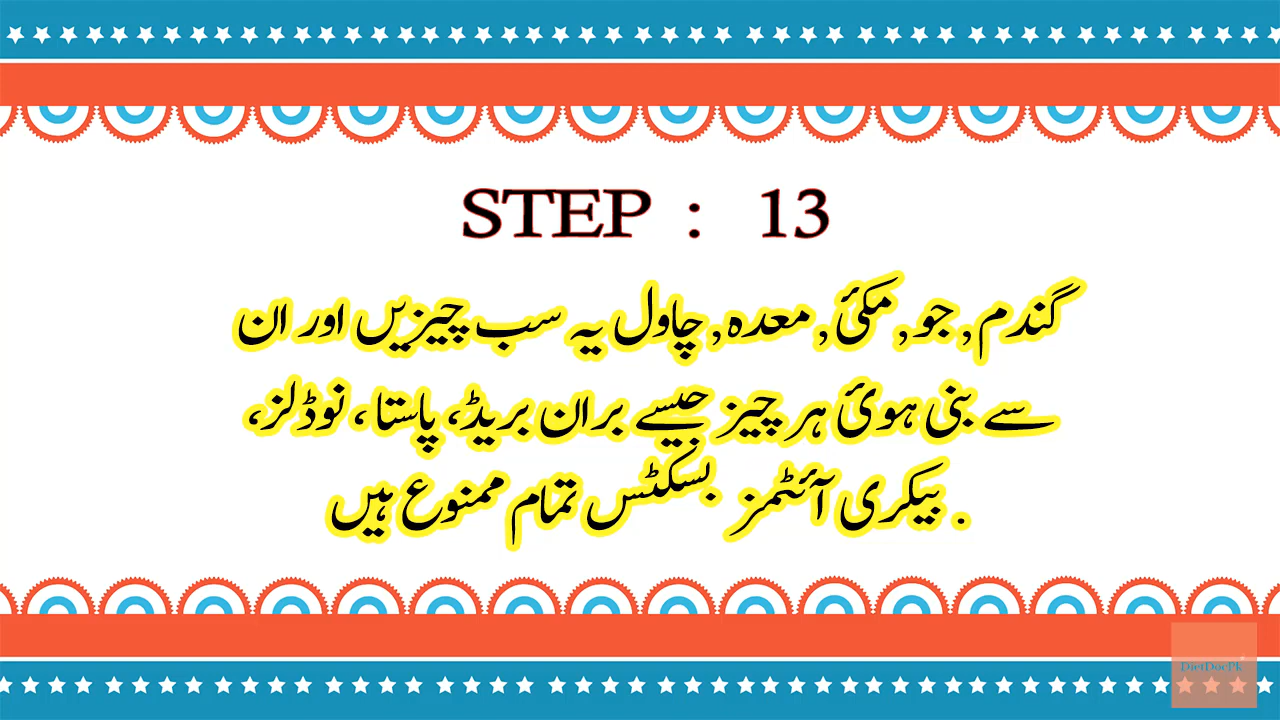 STEP : 13
گندم, جو, مکئ, معدہ, چاول یہ سب چیزیں اور ان
سے بنی ہوئ ہر چیز جیسے بران بریڈ، پاستا، نوڈلز،
. بیکری آئٹمز بسکٹس تمام ممنوع ہیں
DietDocPk